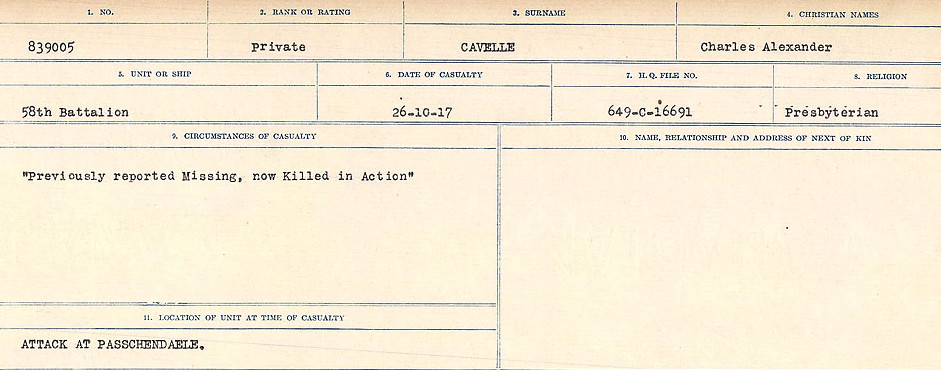 1. NO. 2. RANK OR RATING 3. SURNAME 4. CHRISTIAN NAMES
839005 Private CAVELLE Charles Alexander
5. UNIT OR SHIP 6. DATE OF CASUALTY 7. H.Q. FILE NO. 8. RELIGION
58th Battalion 26-10-17 649-C-16691 Presbyterian
9. CIRCUMSTANCES OF CASUALTY 10. NAME, RELATIONSHIP AND ADDRESS OF NEXT OF KIN
"Previously reported Missing, now Killed in Action"
11. LOCATION OF UNIT AT TIME OF CASUALTY
ATTACK AT PASSCHENDAELE.